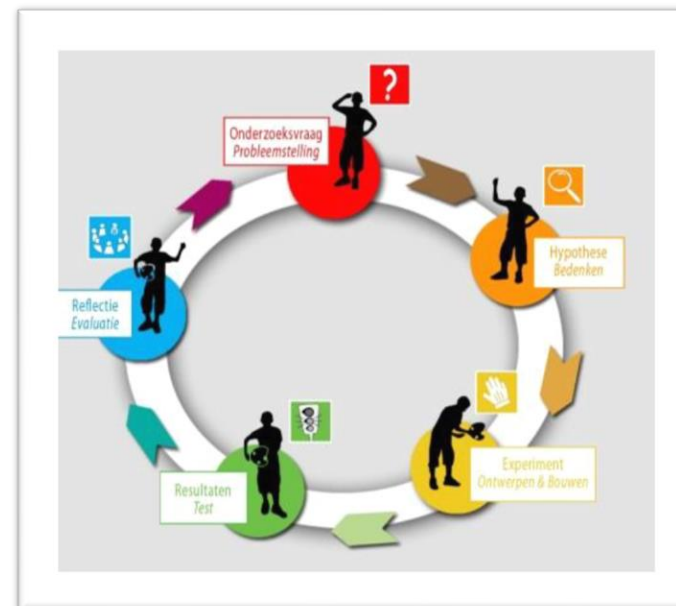 ?
Onderzoeksvraag
Probleemstelling
Hypothese
Bedenken
Experiment
Ontwerpen & Bouwen
Resultaten
Test
Reflectie
Evaluatie